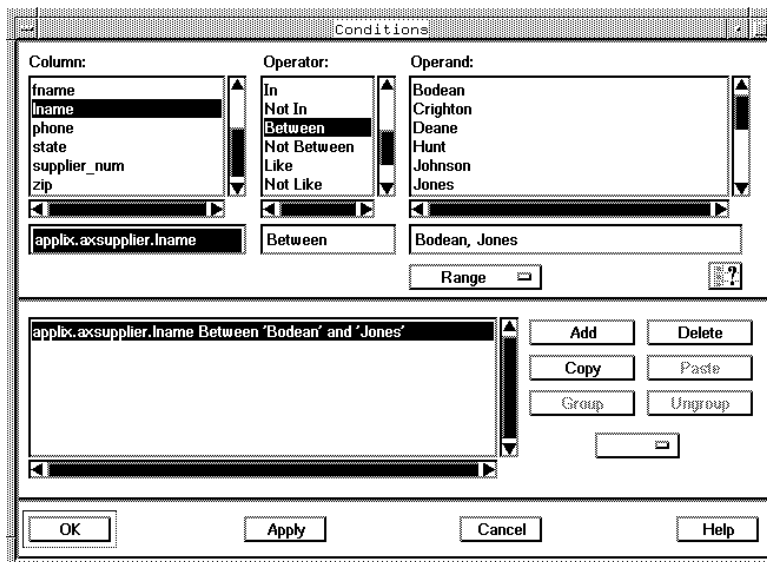 Conditions
Column:
Operator:
Operand:
fname
lname
phone
state
supplier_num
zip
In
Not In
Between
Not Between
Like
Not Like
Bodean
Crighton
Deane
Hunt
Johnson
Jones
applix.axsupplier.lname
Between
Bodean, Jones
Range
?
applix.axsupplier.lname Between 'Bodean' and 'Jones'
Add
Delete
Copy
Paste
Group
Ungroup
OK
Apply
Cancel
Help